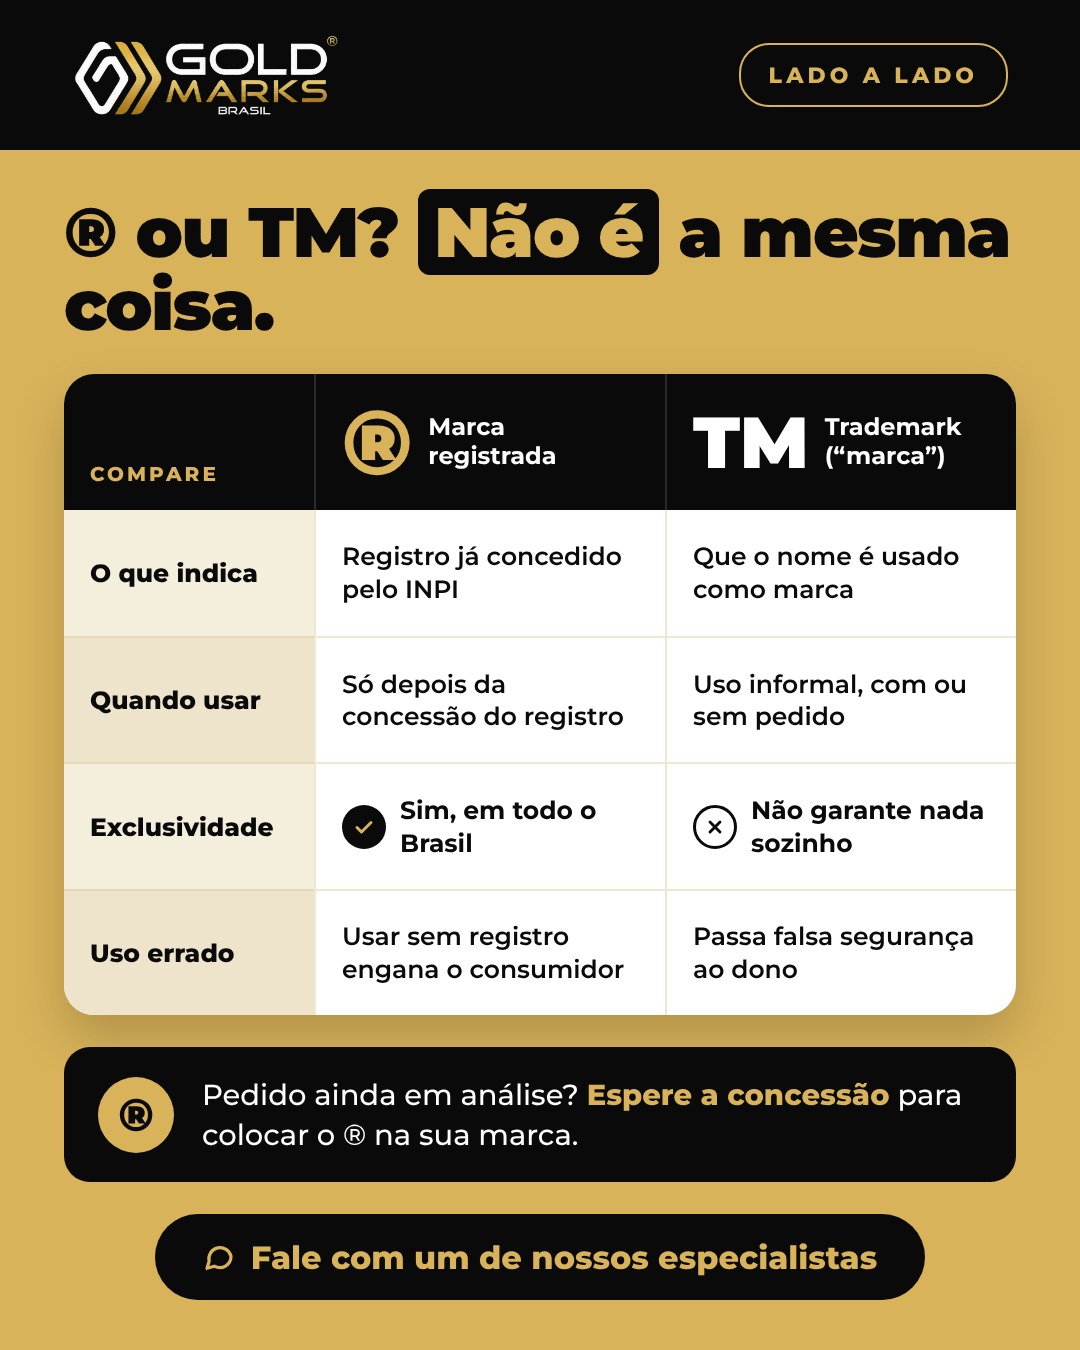 GOLD®
MARKS
BRASIL
LADO A LADO
® ou TM? Não é a mesma
coisa.
COMPARE
® Marca
registrada
TM Trademark
(“marca”)
O que indica
Registro já concedido
pelo INPI
Que o nome é usado
como marca
Quando usar
Só depois da
concessão do registro
Uso informal, com ou
sem pedido
Exclusividade
Sim, em todo o
Brasil
Não garante nada
sozinho
Uso errado
Usar sem registro
engana o consumidor
Passa falsa segurança
ao dono
®
Pedido ainda em análise? Espere a concessão para
colocar o ® na sua marca.
Fale com um de nossos especialistas